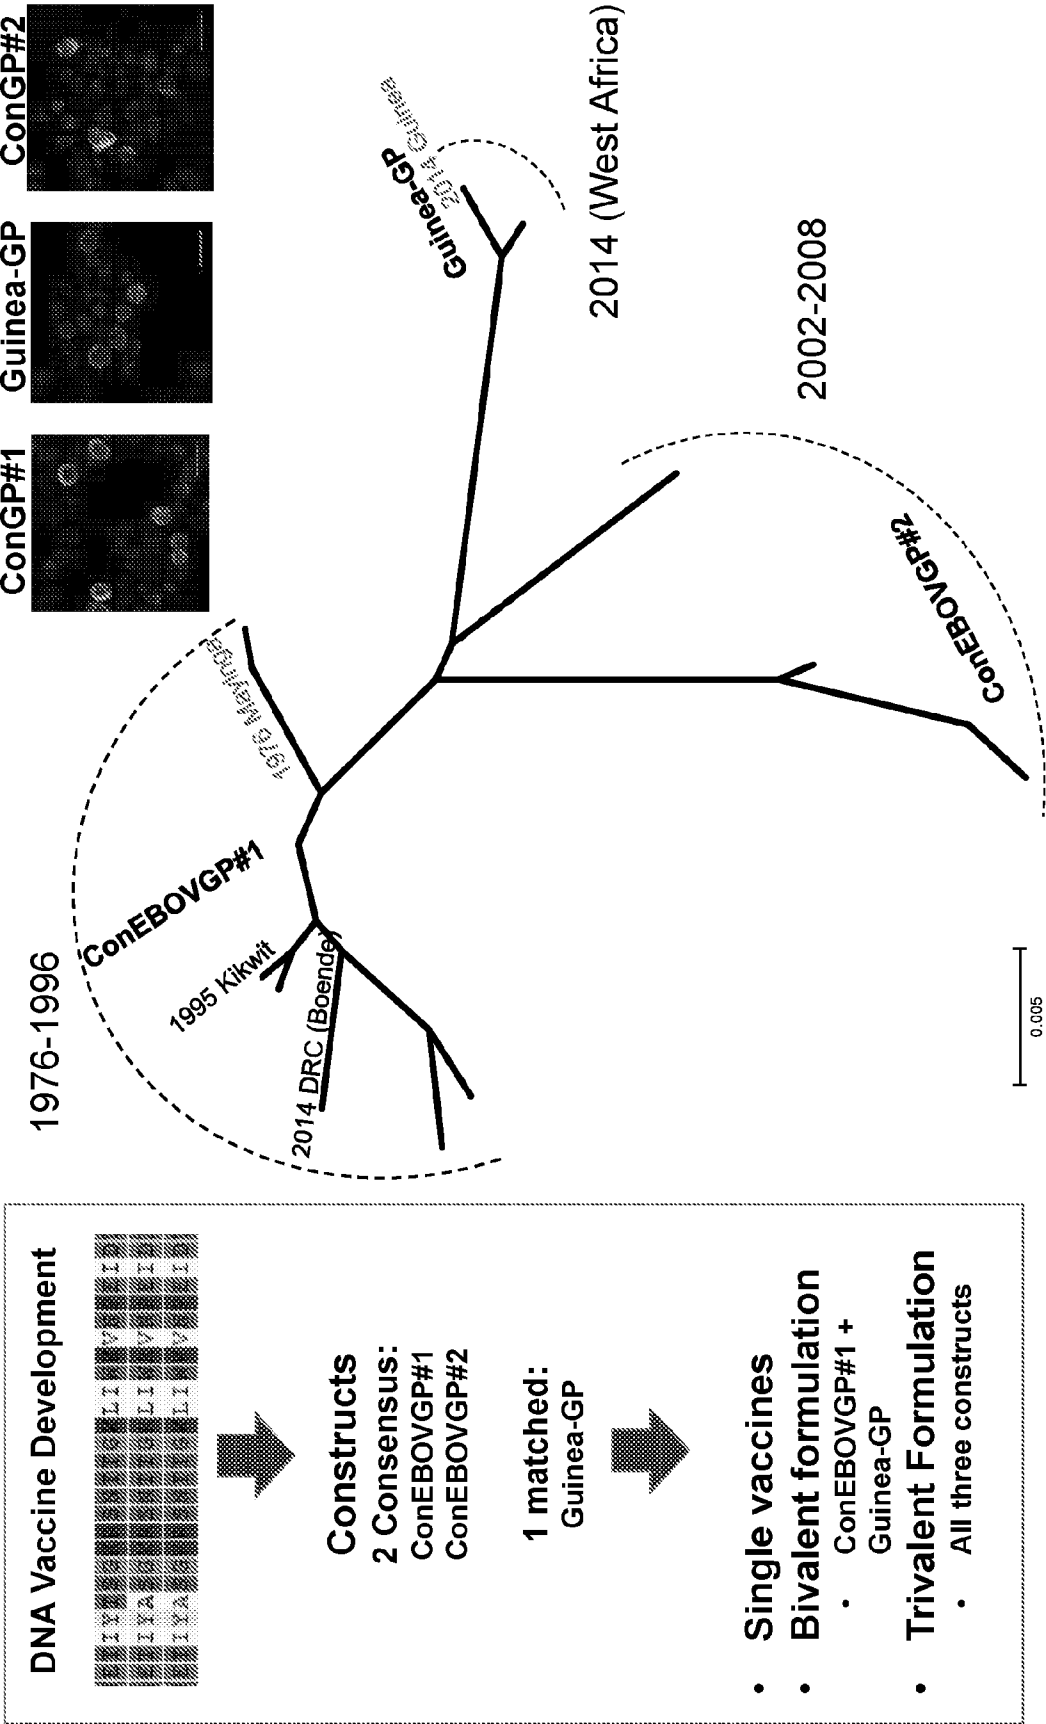 DNA Vaccine Development
Constructs
2 Consensus:
ConEBOVGP#1
ConEBOVGP#2
1 matched:
Guinea-GP
• Single vaccines
• Bivalent formulation
• ConEBOVGP#1 +
Guinea-GP
• Trivalent Formulation
• All three constructs
1976-1996
ConEBOVGP#1
1995 Kikwit
2014 DRC (Boende)
1976 Mayinga
0.005
ConGP#1
Guinea-GP
ConGP#2
Guinea-GP
2014 Guinea
2014 (West Africa)
2002-2008
ConEBOVGP#2